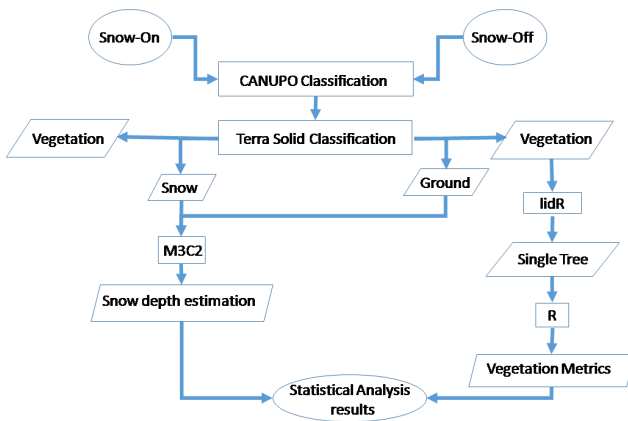 Snow-On
Snow-Off
CANUPO Classification
Vegetation
Terra Solid Classification
Vegetation
Snow
Ground
lidR
M3C2
Single Tree
Snow depth estimation
R
Vegetation Metrics
Statistical Analysis
results